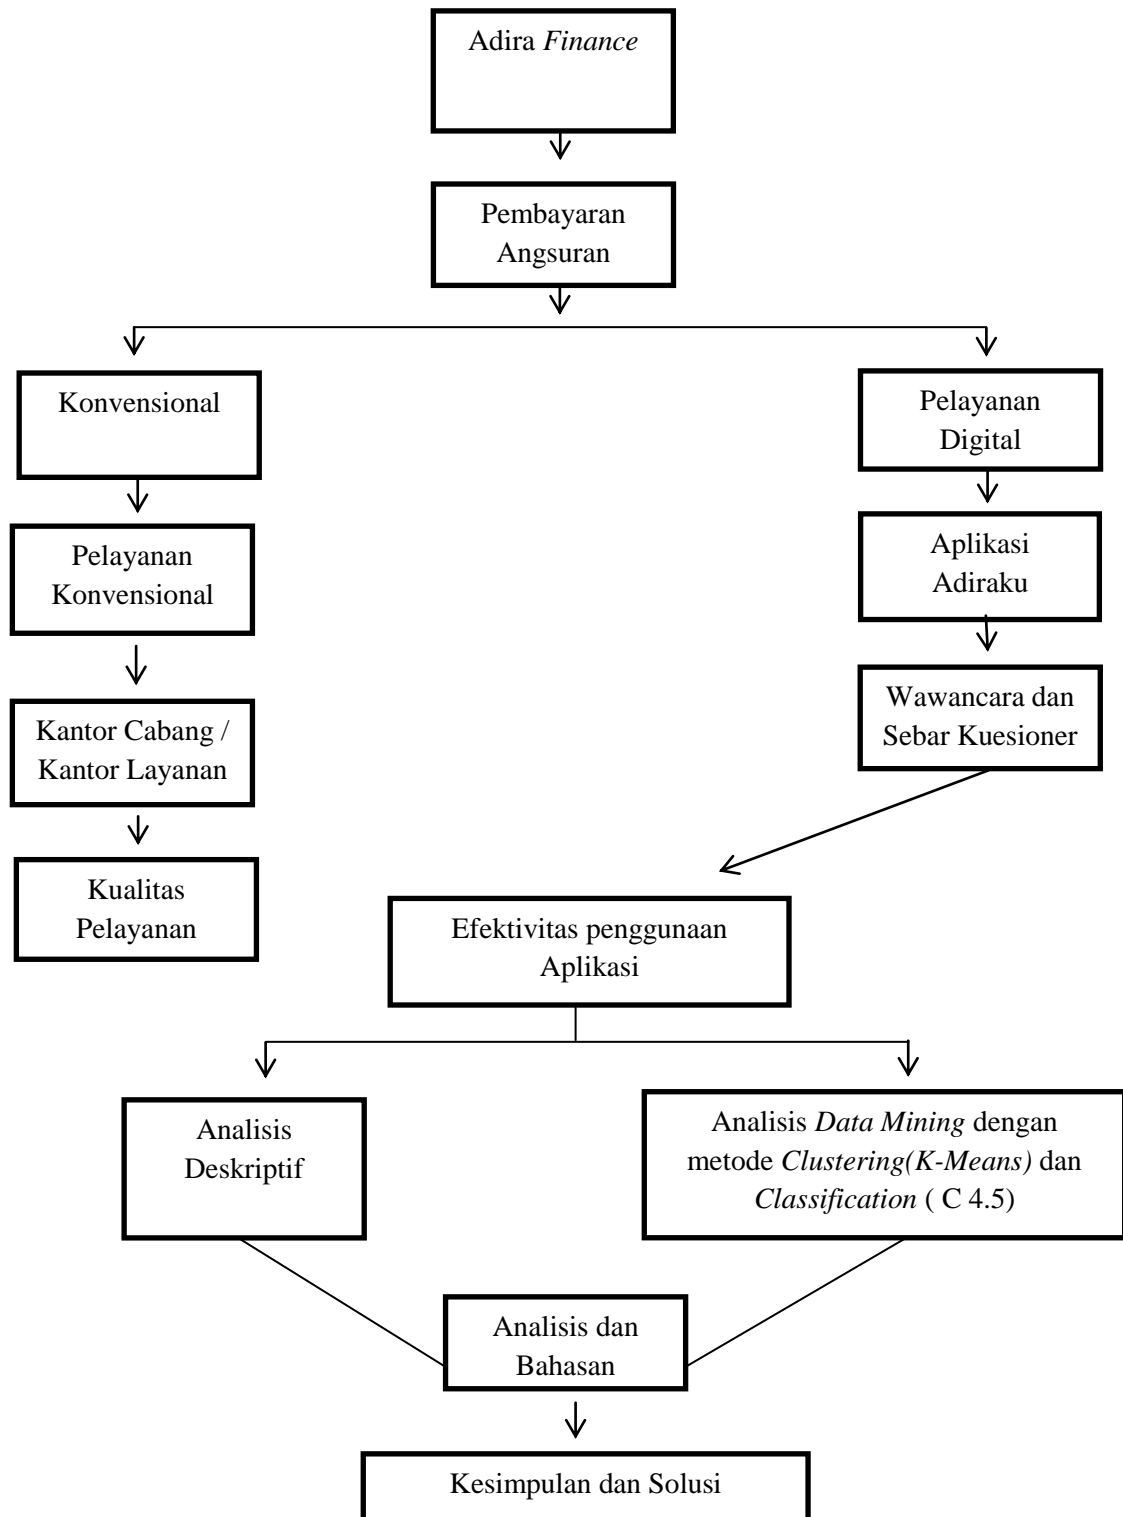 Adira Finance
Pembayaran
Angsuran
Konvensional
Pelayanan
Digital
Pelayanan
Konvensional
Aplikasi
Adiraku
Kantor Cabang /
Kantor Layanan
Wawancara dan
Sebar Kuesioner
Kualitas
Pelayanan
Efektivitas penggunaan
Aplikasi
Analisis
Deskriptif
Analisis Data Mining dengan
metode Clustering(K-Means) dan
Classification ( C 4.5)
Analisis dan
Bahasan
Kesimpulan dan Solusi